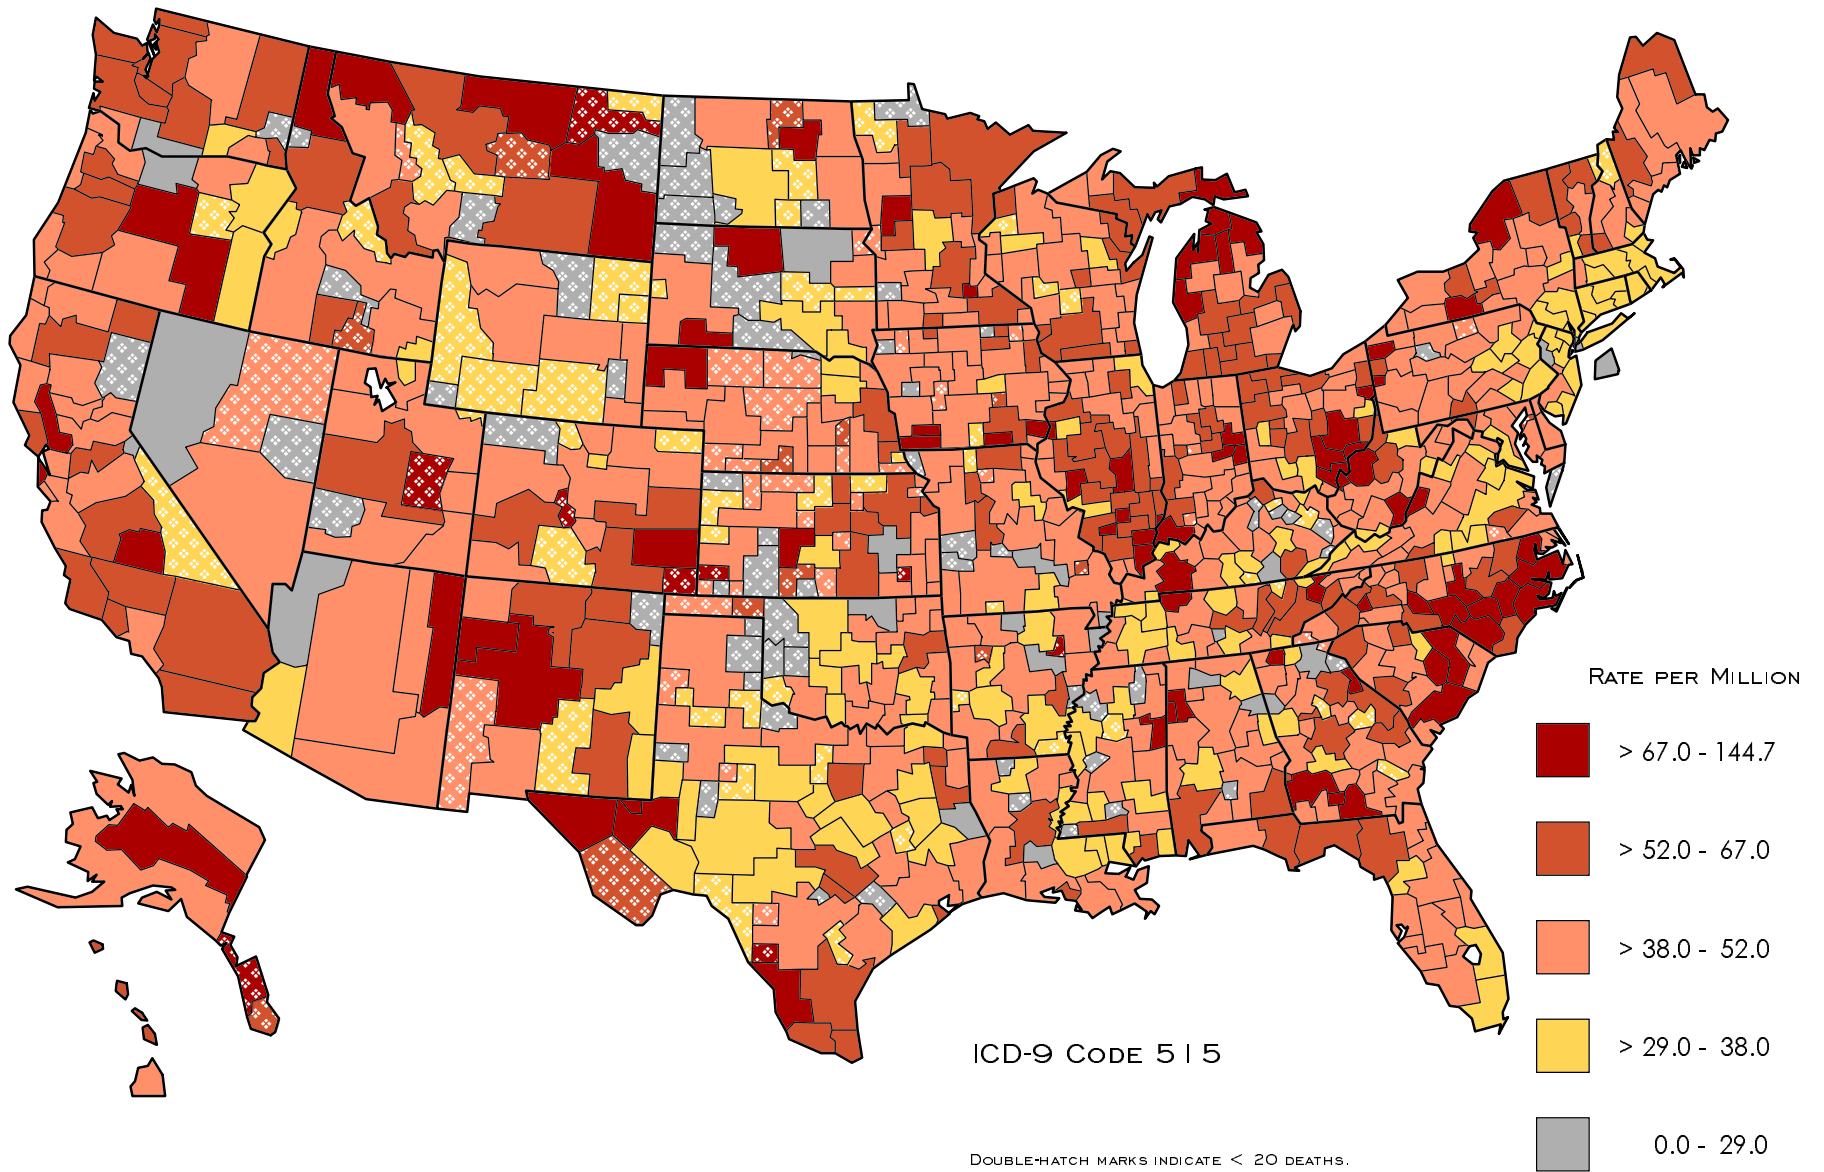 Rate per Million
> 67.0 - 144.7
> 52.0 - 67.0
> 38.0 - 52.0
> 29.0 - 38.0
0.0 - 29.0
ICD-9 Code 515
Double-hatch marks indicate < 20 deaths.